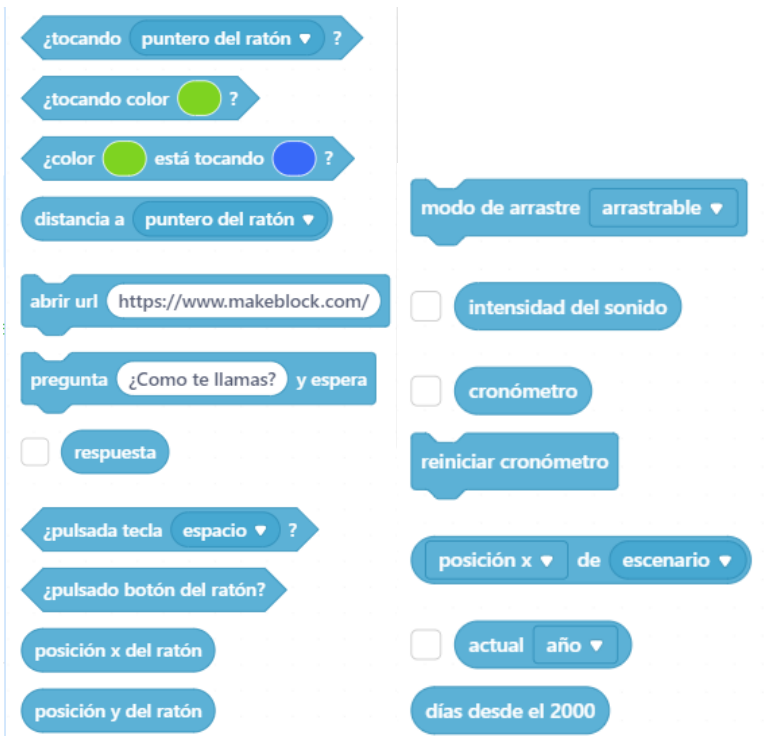 ¿tocando puntero del ratón ?
¿tocando color ?
¿color está tocando ?
distancia a puntero del ratón
abrir url https://www.makeblock.com/
pregunta ¿Como te llamas? y espera
respuesta
¿pulsada tecla espacio ?
¿pulsado botón del ratón?
posición x del ratón
posición y del ratón
modo de arrastre arrastrable
intensidad del sonido
cronómetro
reiniciar cronómetro
posición x de escenario
actual año
días desde el 2000